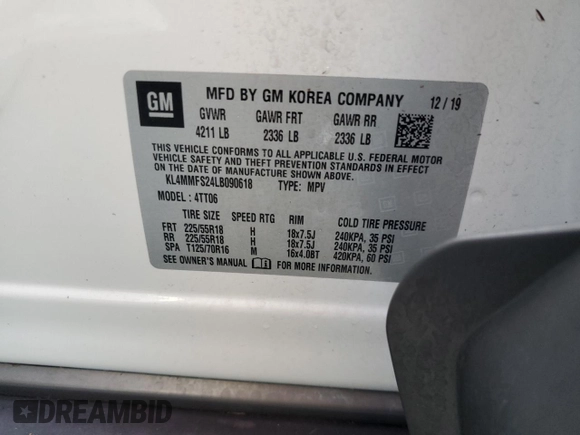 GM
MFD BY GM KOREA COMPANY 12 / 19
GVWR GAWR FRT GAWR RR
4211 LB 2336 LB 2336 LB
THIS VEHICLE CONFORMS TO ALL APPLICABLE U.S. FEDERAL MOTOR
VEHICLE SAFETY AND THEFT PREVENTION STANDARDS IN EFFECT
ON THE DATE OF MANUFACTURE SHOWN ABOVE.
KL4MMFS24LB090618 TYPE: MPV
MODEL: 4TT06
TIRE SIZE SPEED RTG RIM COLD TIRE PRESSURE
FRT 225/55R18 H 18x7.5J 240KPA, 35 PSI
RR 225/55R18 H 18x7.5J 240KPA, 35 PSI
SPA T125/70R16 M 16x4.0BT 420KPA, 60 PSI
SEE OWNER'S MANUAL FOR MORE INFORMATION.
DREAMBID